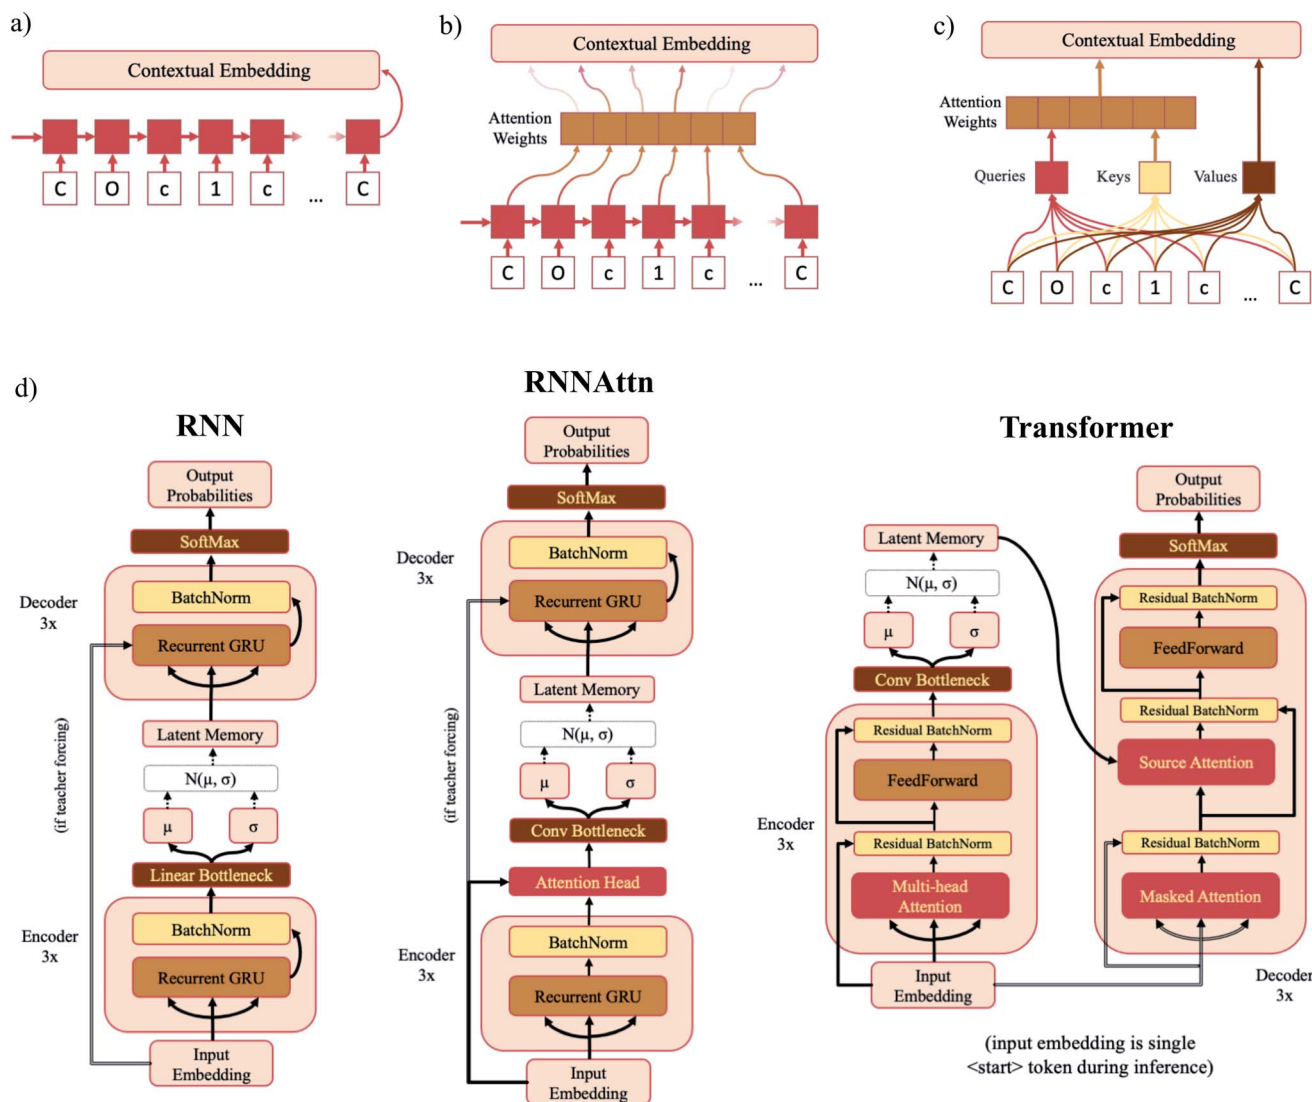 a)
Contextual Embedding
C O c 1 c ... C
b)
Contextual Embedding
Attention
Weights
C O c 1 c ... C
c)
Contextual Embedding
Attention
Weights
Queries
Keys
Values
C O c 1 c ... C
d)
RNN
Output
Probabilities
SoftMax
Decoder
3x
BatchNorm
Recurrent GRU
(if teacher forcing)
Latent Memory
N(μ, σ)
μ
σ
Linear Bottleneck
Encoder
3x
BatchNorm
Recurrent GRU
Input
Embedding
RNNAttn
Output
Probabilities
SoftMax
Decoder
3x
BatchNorm
Recurrent GRU
(if teacher forcing)
Latent Memory
N(μ, σ)
μ
σ
Conv Bottleneck
Attention Head
Encoder
3x
BatchNorm
Recurrent GRU
Input
Embedding
Transformer
Latent Memory
N(μ, σ)
μ
σ
Conv Bottleneck
Encoder
3x
Residual BatchNorm
FeedForward
Residual BatchNorm
Multi-head
Attention
Input
Embedding
Output
Probabilities
SoftMax
Residual BatchNorm
FeedForward
Residual BatchNorm
Source Attention
Residual BatchNorm
Masked Attention
Decoder
3x
(input embedding is single
<start> token during inference)